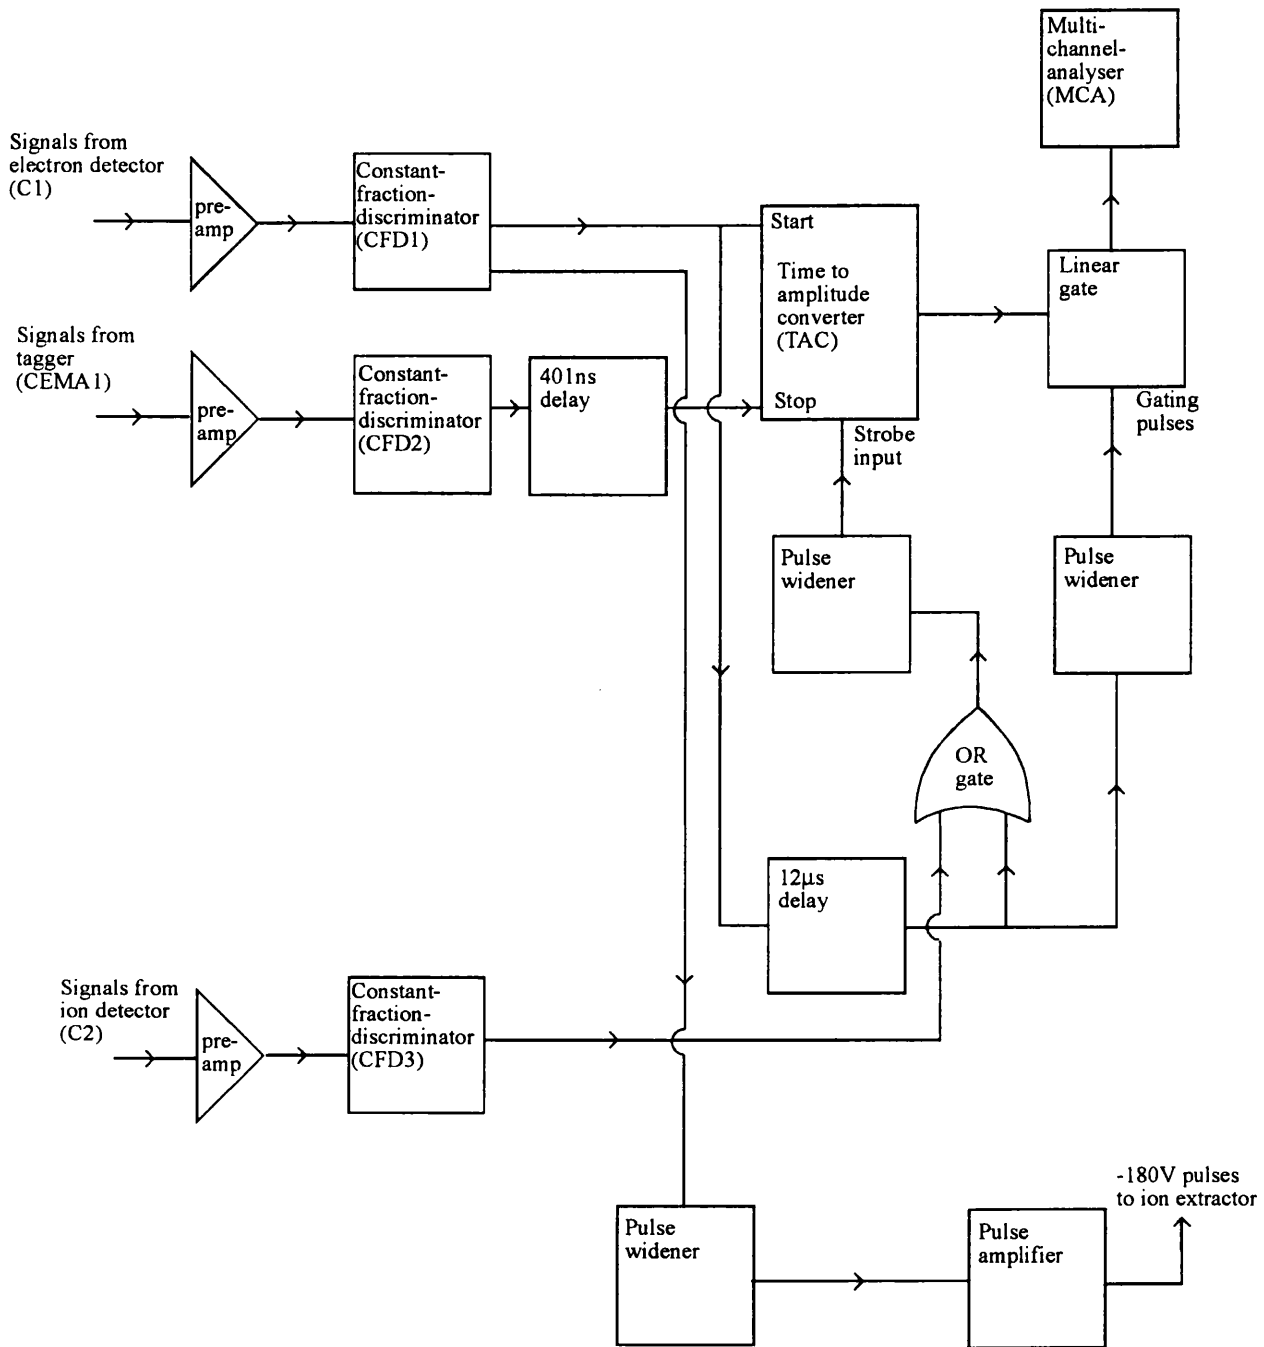 Multi-
channel-
analyser
(MCA)
Signals from
electron detector
(C1)
pre-
amp
Constant-
fraction-
discriminator
(CFD1)
Start
Time to
amplitude
converter
(TAC)
Stop
Linear
gate
Signals from
tagger
(CEMA1)
pre-
amp
Constant-
fraction-
discriminator
(CFD2)
401ns
delay
Strobe
input
Gating
pulses
Pulse
widener
Pulse
widener
OR
gate
12μs
delay
Signals from
ion detector
(C2)
pre-
amp
Constant-
fraction-
discriminator
(CFD3)
-180V pulses
to ion extractor
Pulse
widener
Pulse
amplifier